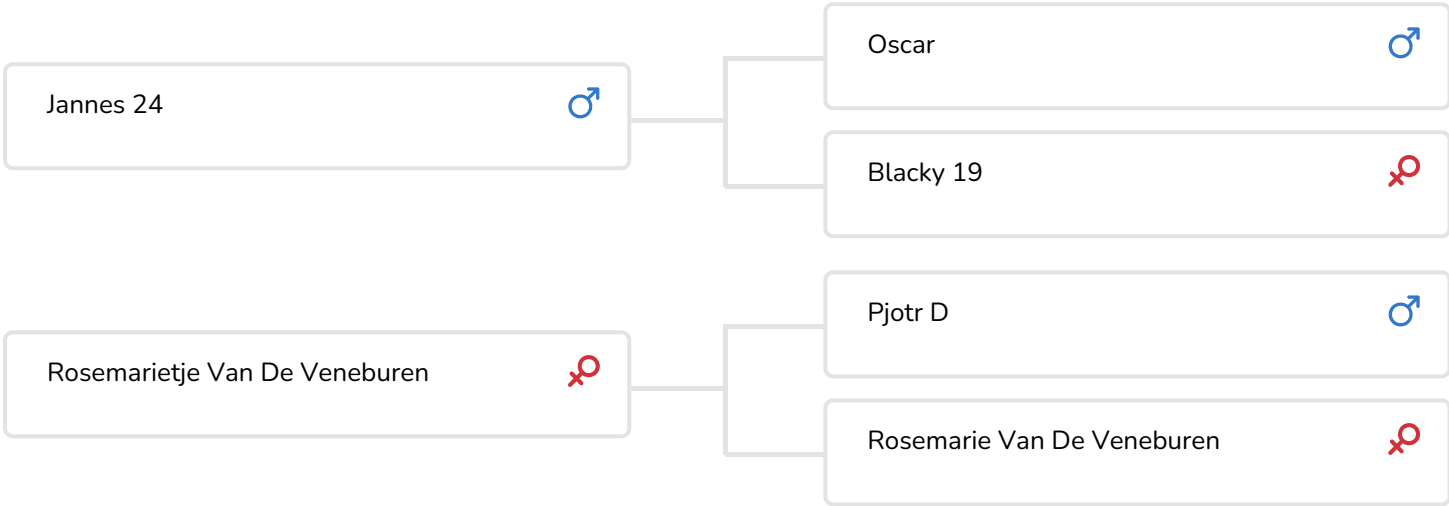 Oscar
Jannes 24
Blacky 19
Pjotr D
Rosemarietje Van De Veneburen
Rosemarie Van De Veneburen